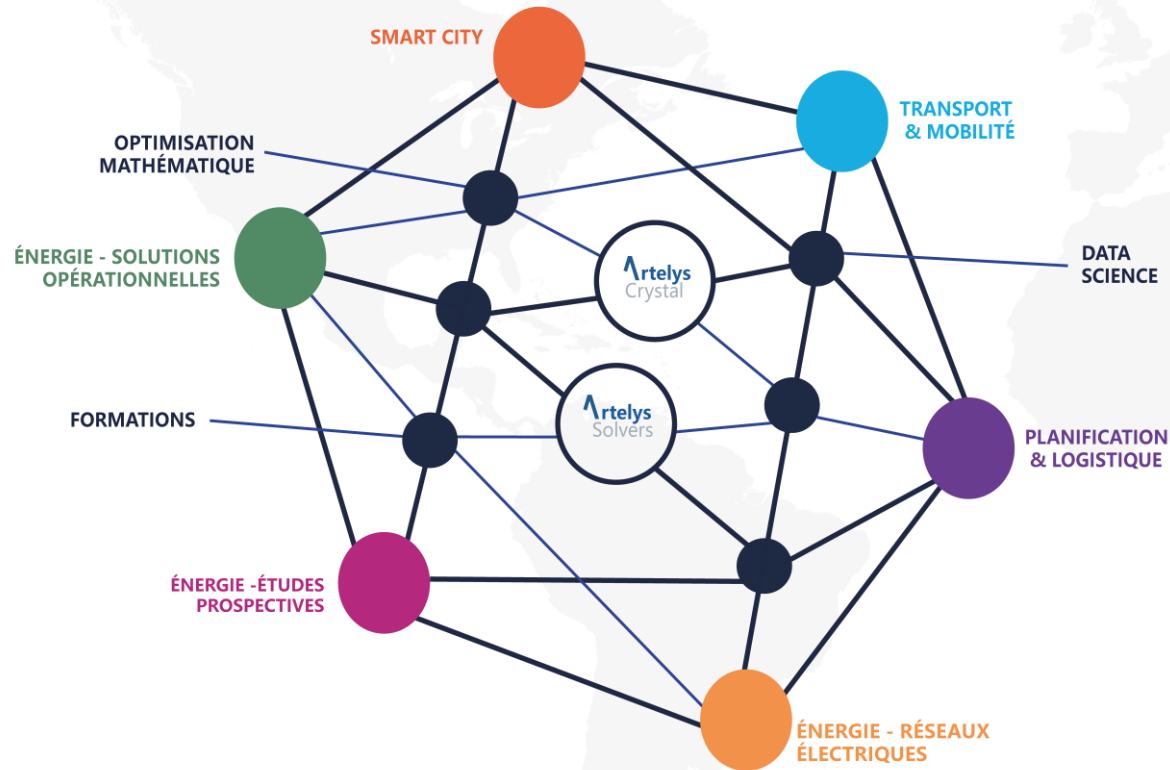 SMART CITY
TRANSPORT
& MOBILITÉ
OPTIMISATION
MATHÉMATIQUE
ÉNERGIE - SOLUTIONS
OPÉRATIONNELLES
Artelys
Crystal
DATA
SCIENCE
FORMATIONS
Artelys
Solvers
PLANIFICATION
& LOGISTIQUE
ÉNERGIE -ÉTUDES
PROSPECTIVES
ÉNERGIE - RÉSEAUX
ÉLECTRIQUES